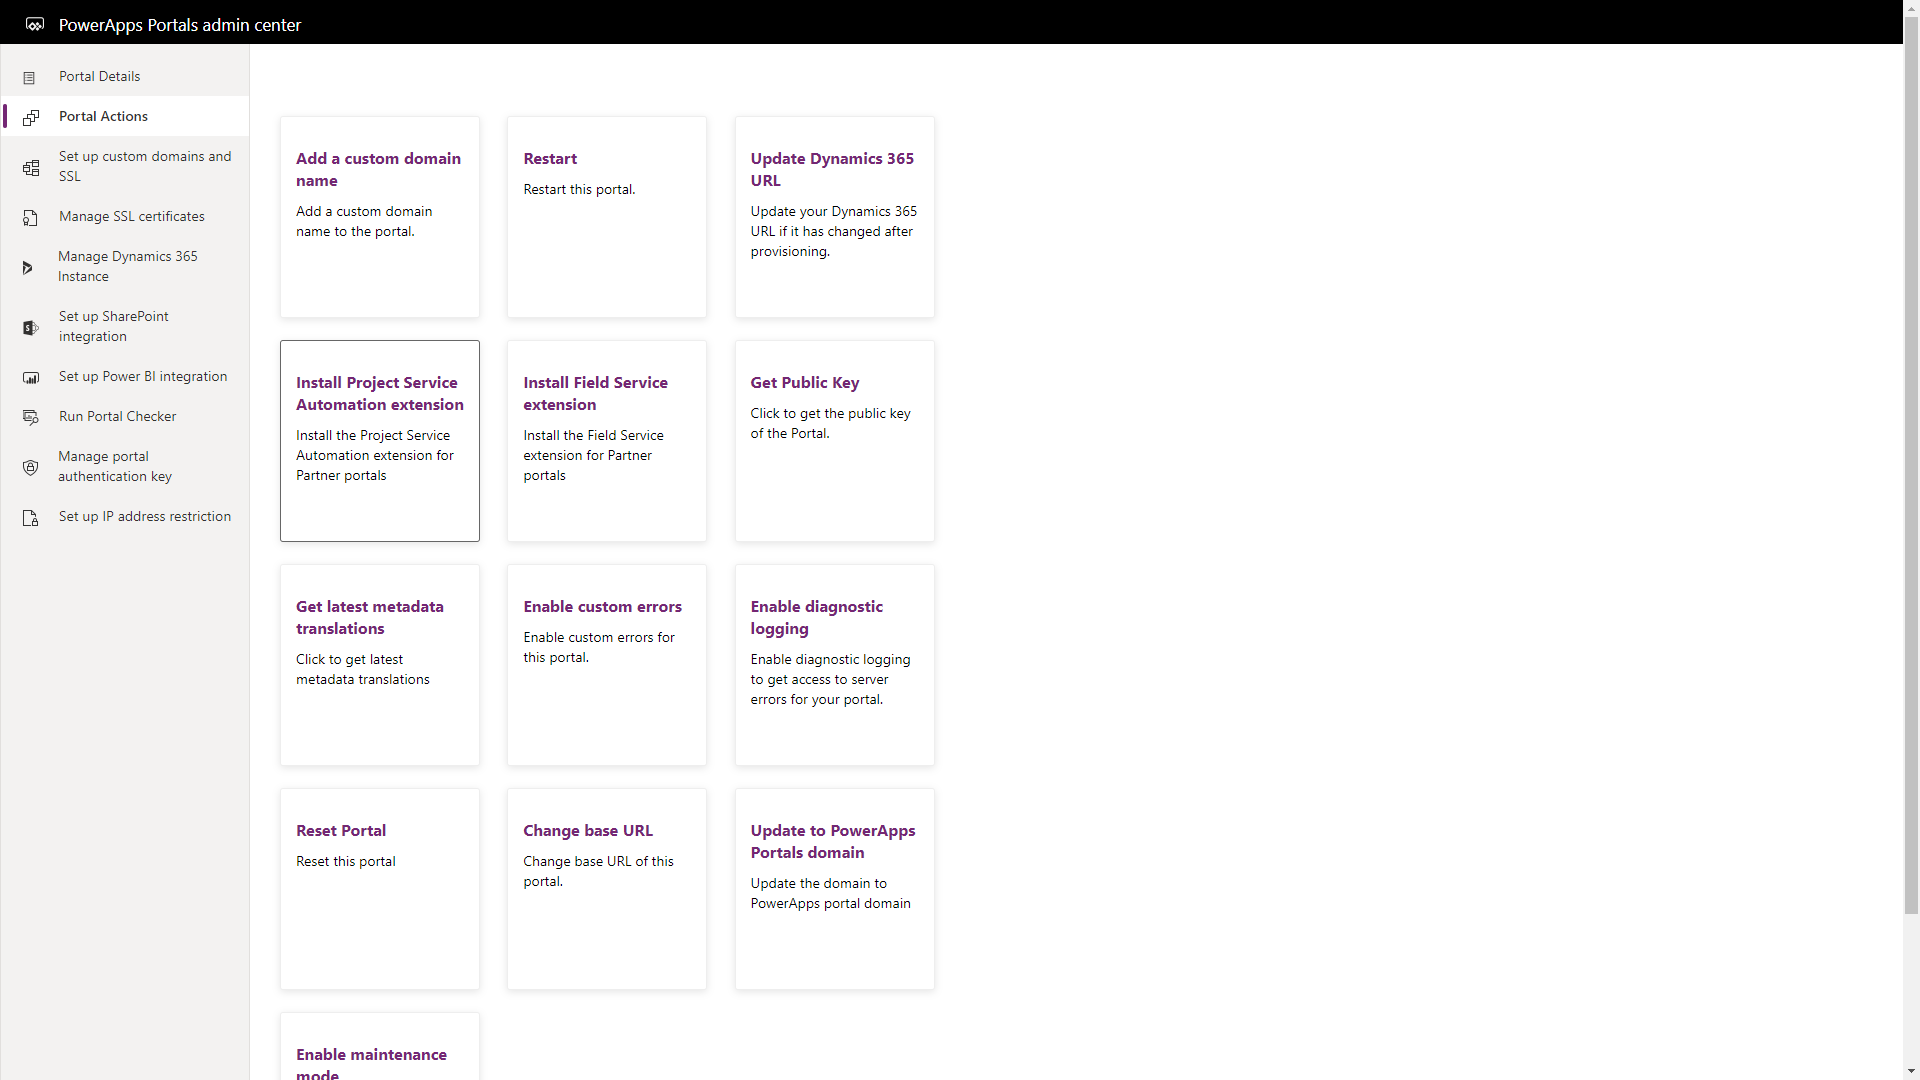 PowerApps Portals admin center
Portal Details
Portal Actions
Set up custom domains and
SSL
Manage SSL certificates
Manage Dynamics 365
Instance
Set up SharePoint
integration
Set up Power BI integration
Run Portal Checker
Manage portal
authentication key
Set up IP address restriction
Add a custom domain
name
Add a custom domain
name to the portal.
Restart
Restart this portal.
Update Dynamics 365
URL
Update your Dynamics 365
URL if it has changed after
provisioning.
Install Project Service
Automation extension
Install the Project Service
Automation extension for
Partner portals
Install Field Service
extension
Install the Field Service
extension for Partner
portals
Get Public Key
Click to get the public key
of the Portal.
Get latest metadata
translations
Click to get latest
metadata translations
Enable custom errors
Enable custom errors for
this portal.
Enable diagnostic
logging
Enable diagnostic logging
to get access to server
errors for your portal.
Reset Portal
Reset this portal
Change base URL
Change base URL of this
portal.
Update to PowerApps
Portals domain
Update the domain to
PowerApps portal domain
Enable maintenance
mode